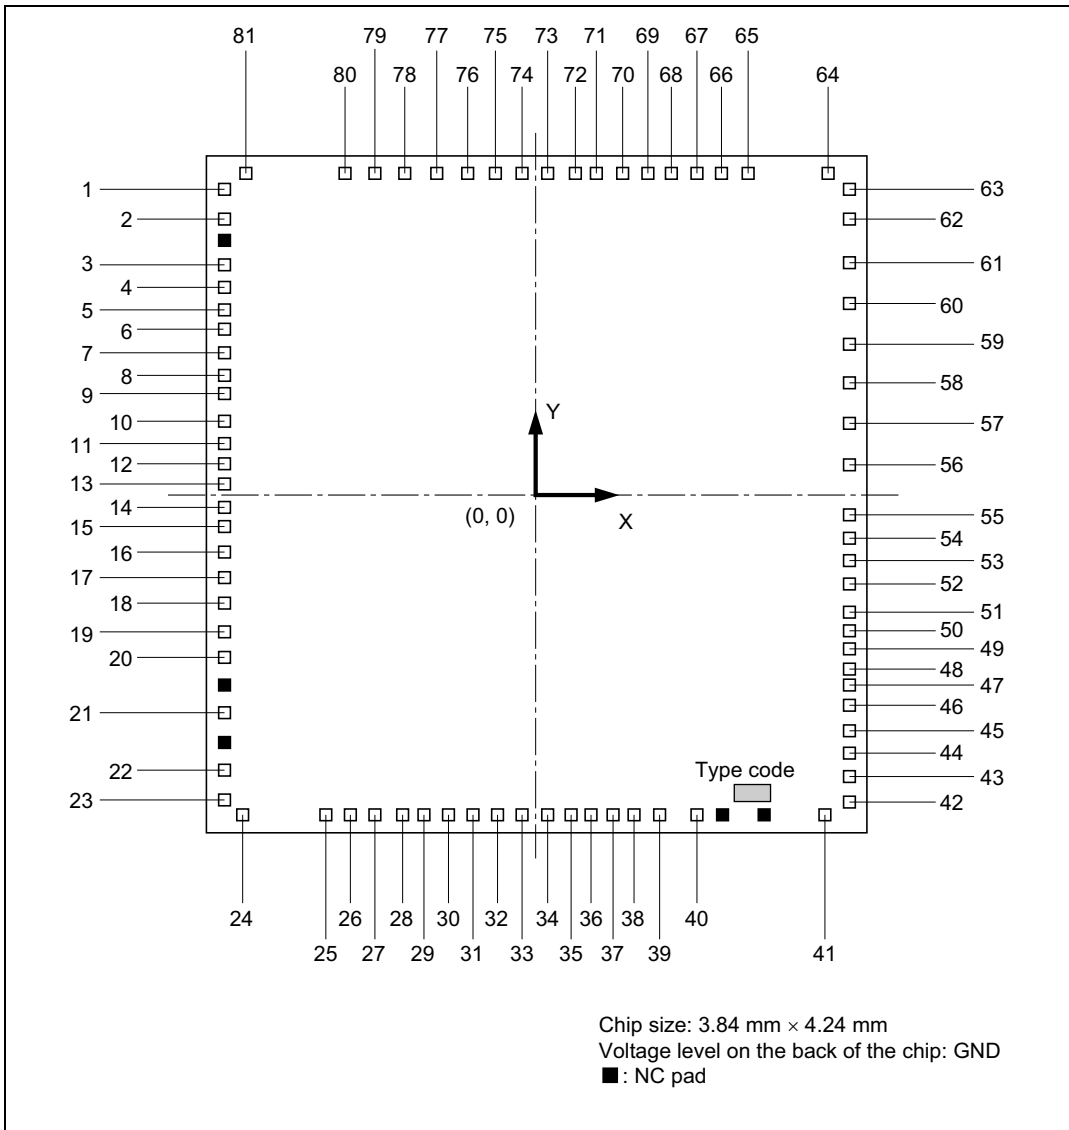 81 79 77 75 73 71 69 67 65
80 78 76 74 72 70 68 66 64
1 63
2 62
3 61
4 60
5 59
6 58
7 57
8 56
9 55
10 54
11 53
12 52
13 51
14 50
15 49
16 48
17 47
18 46
19 45
20 44
21 43
22 42
23
Y
(0, 0) X
Type code
24 26 28 30 32 34 36 38 40
25 27 29 31 33 35 37 39 41
Chip size: 3.84 mm × 4.24 mm
Voltage level on the back of the chip: GND
: NC pad